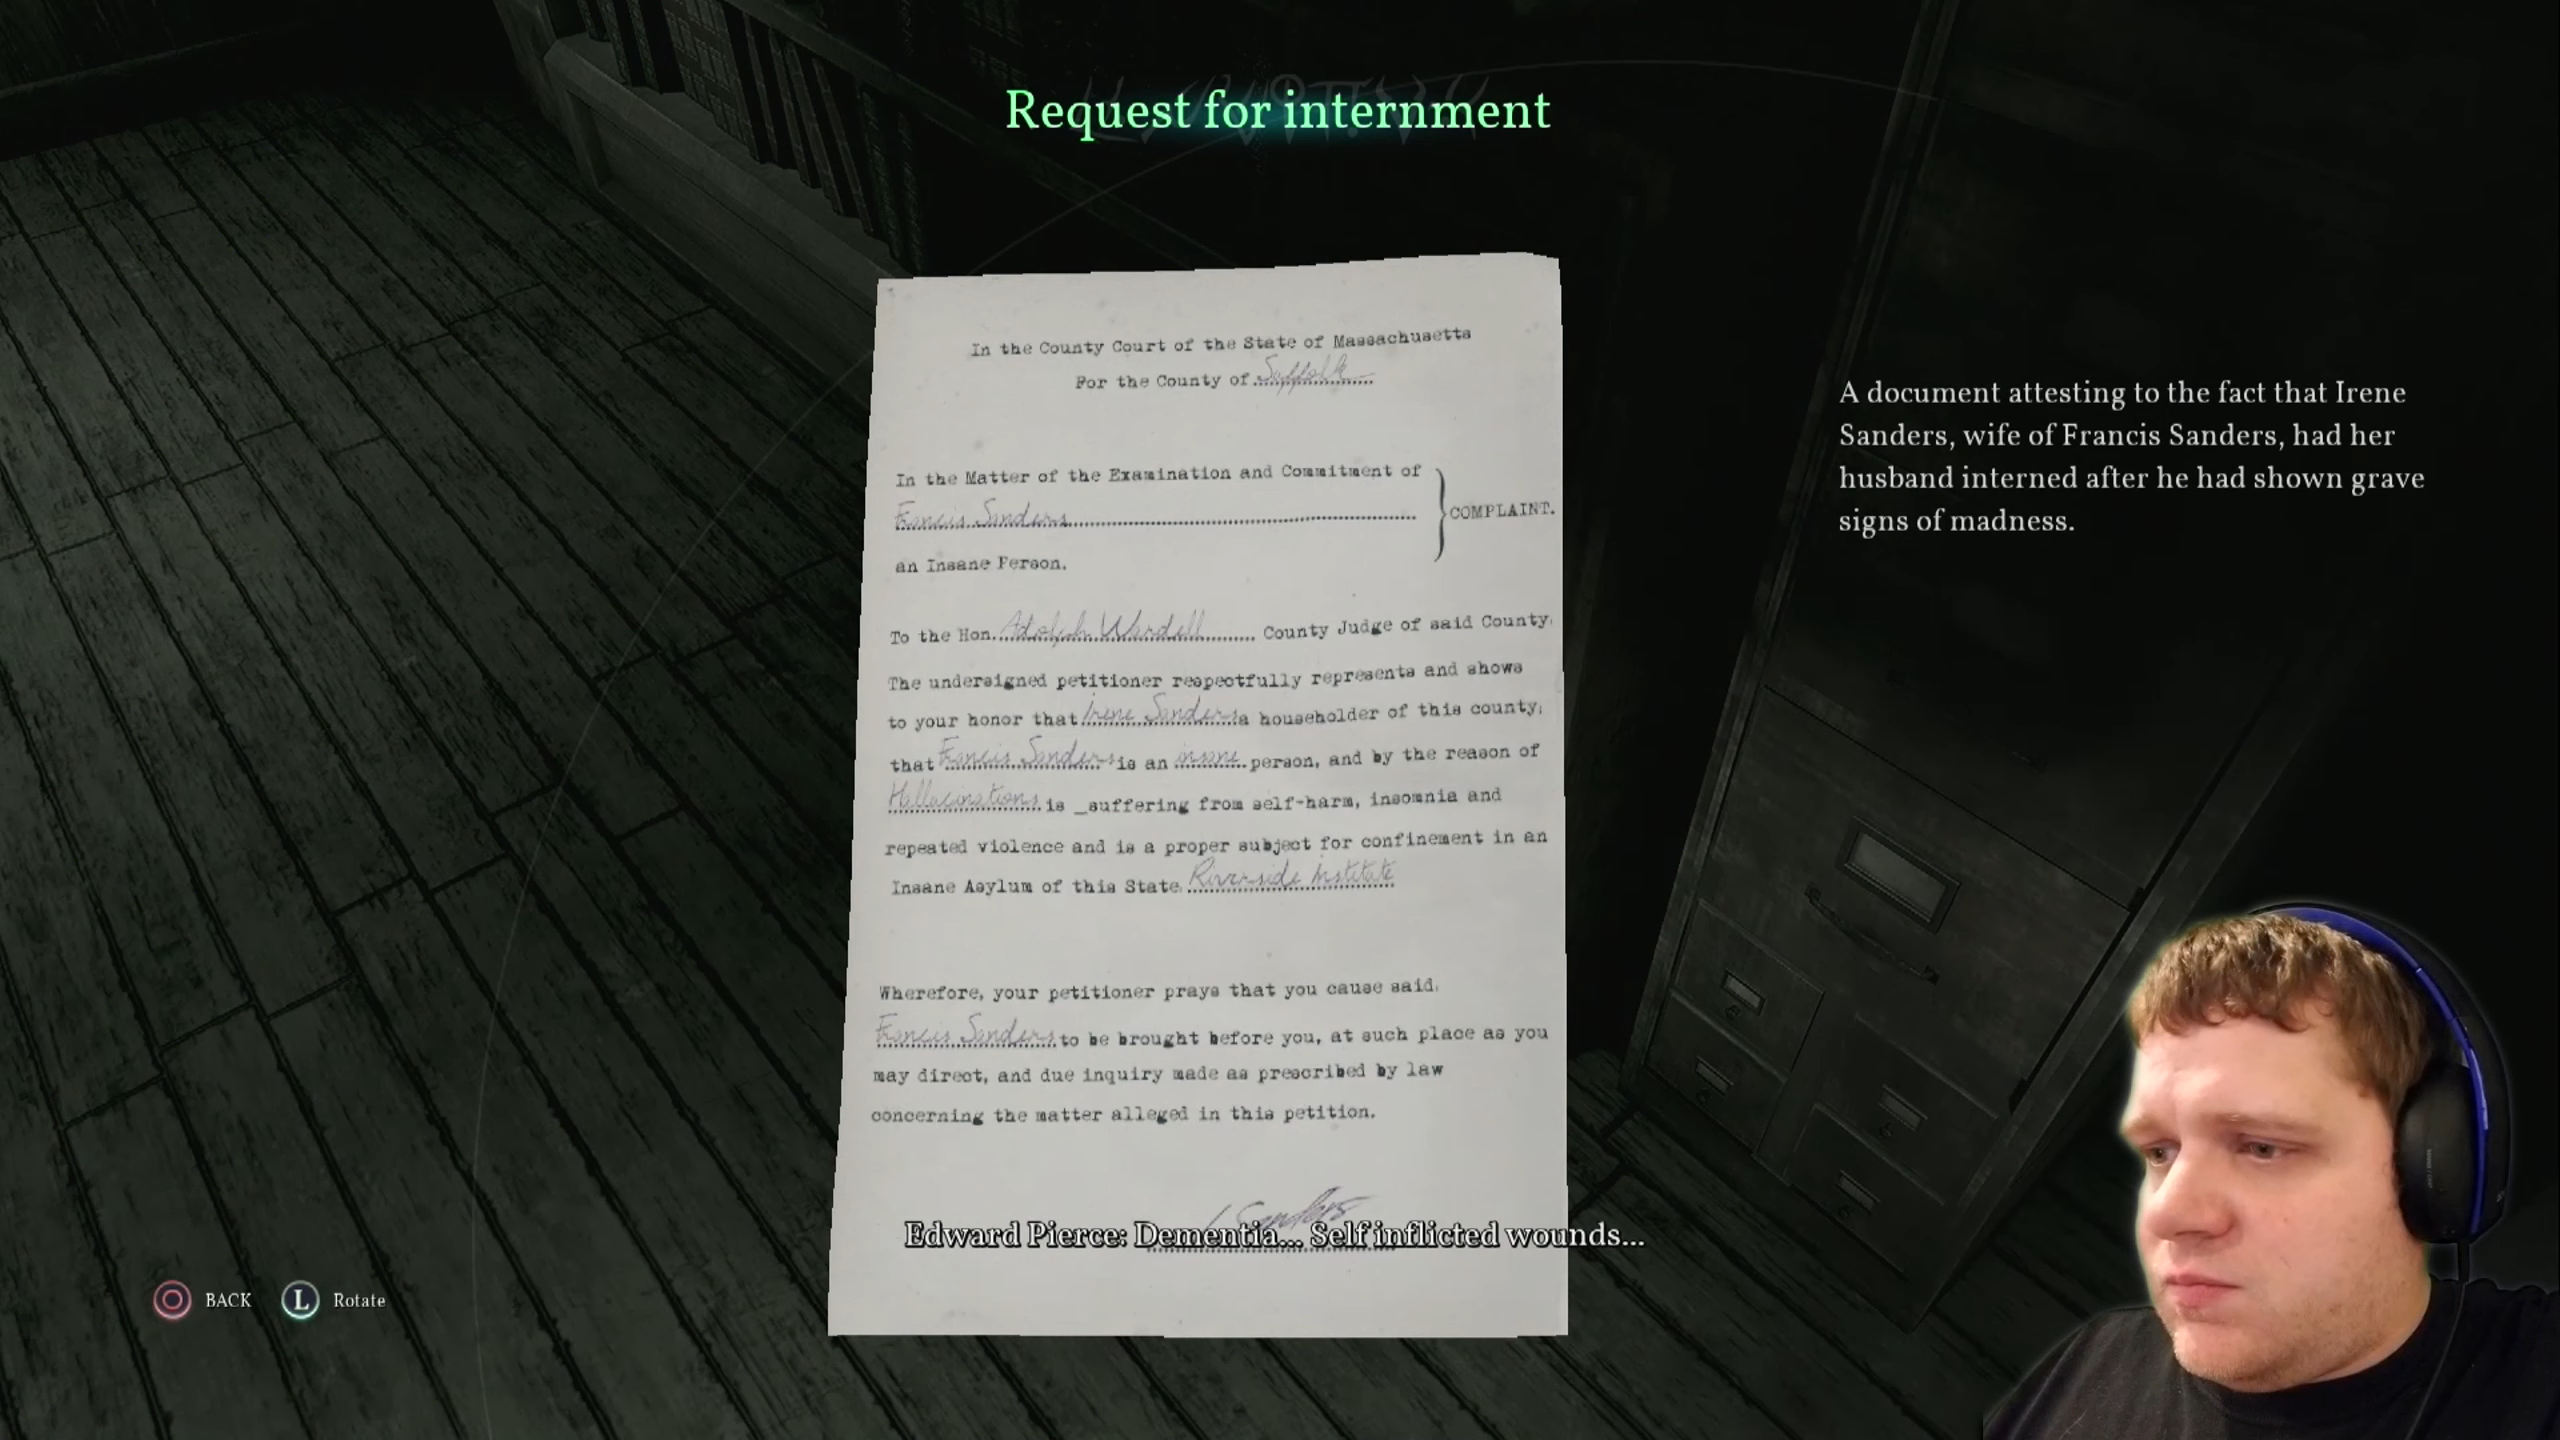 Request for internment
In the County Court of the State of Massachusetts
For the County of Suffolk
In the Matter of the Examination and Commitment of
Francis Sanders
COMPLAINT.
an Insane Person.
To the Hon. Adolph Wardell County Judge of said County,
The undersigned petitioner respectfully represents and shows
to your honor that Irene Sanders a householder of this county,
that Francis Sanders is an insane person, and by the reason of
Hallucinations is _suffering from self-harm, insomnia and
repeated violence and is a proper subject for confinement in an
Insane Asylum of this State. Riverside Institute
Wherefore, your petitioner prays that you cause said,
Francis Sanders to be brought before you, at such place as you
may direct, and due inquiry made as prescribed by law
concerning the matter alleged in this petition.
I Sanders
Edward Pierce: Dementia... Self inflicted wounds...
A document attesting to the fact that Irene
Sanders, wife of Francis Sanders, had her
husband interned after he had shown grave
signs of madness.
BACK L Rotate